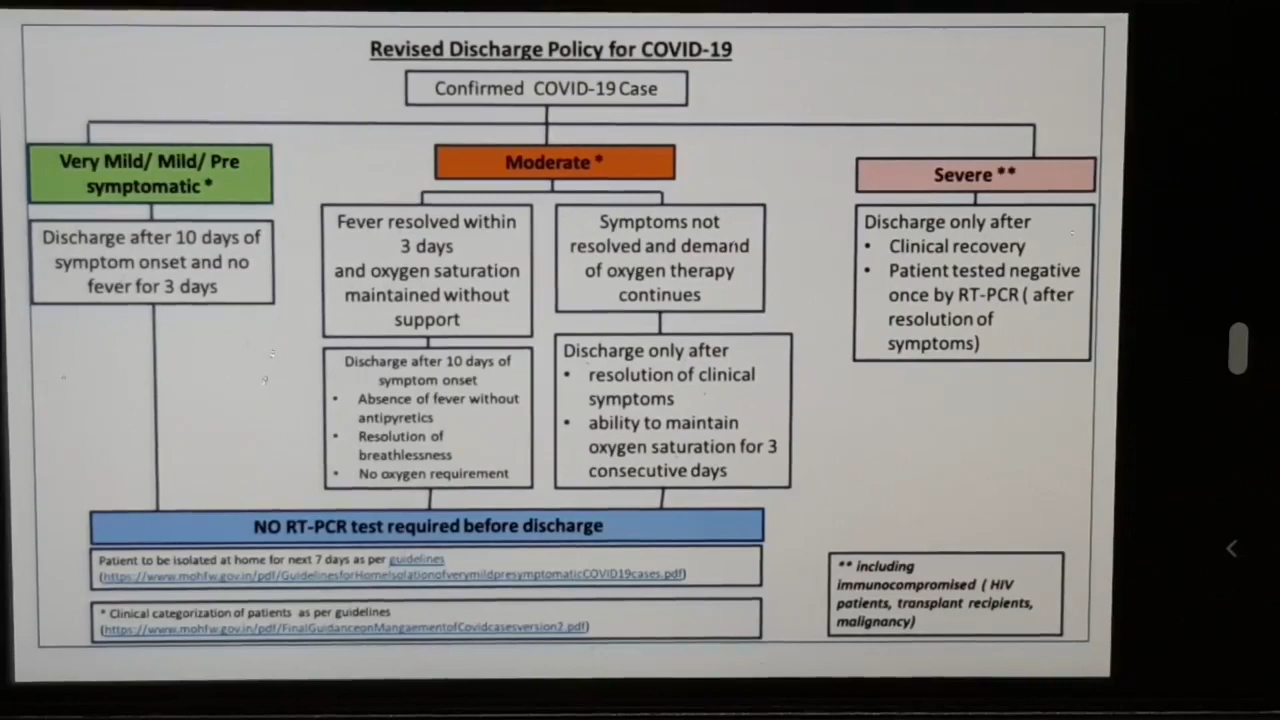 Revised Discharge Policy for COVID-19
Confirmed COVID-19 Case
Very Mild/ Mild/ Pre
symptomatic *
Discharge after 10 days of
symptom onset and no
fever for 3 days
Moderate *
Fever resolved within
3 days
and oxygen saturation
maintained without
support
Discharge after 10 days of
symptom onset
• Absence of fever without
antipyretics
• Resolution of
breathlessness
• No oxygen requirement
Symptoms not
resolved and demand
of oxygen therapy
continues
Discharge only after
• resolution of clinical
symptoms
• ability to maintain
oxygen saturation for 3
consecutive days
Severe **
Discharge only after
• Clinical recovery
• Patient tested negative
once by RT-PCR ( after
resolution of
symptoms)
NO RT-PCR test required before discharge
Patient to be isolated at home for next 7 days as per guidelines
(https://www.mohfw.gov.in/pdf/GuidelinesforHomeIsolationofverymildpresymptomaticCOVID19cases.pdf)
* Clinical categorization of patients as per guidelines
(https://www.mohfw.gov.in/pdf/FinalGuidanceonMangaementofCovidcasesversion2.pdf)
** including
immunocompromised ( HIV
patients, transplant recipients,
malignancy)